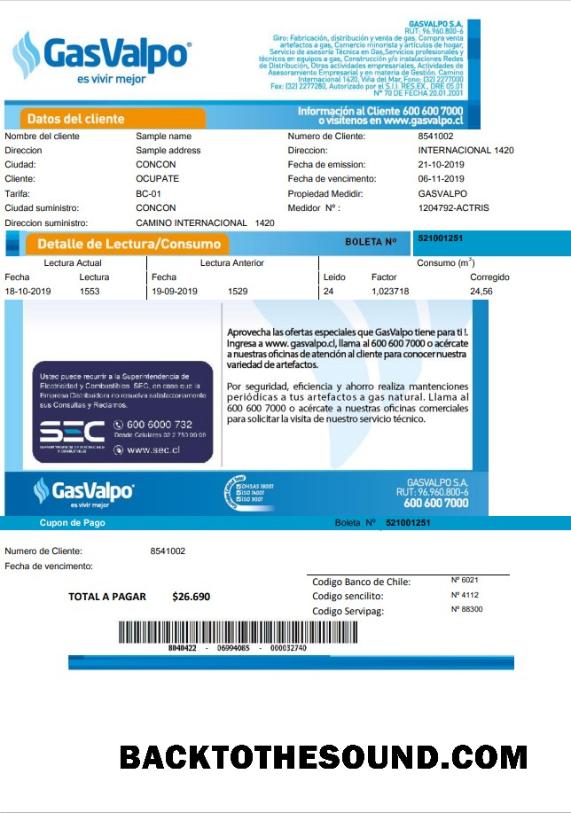 GasValpo
es vivir mejor
GASVALPO S.A.
RUT: 96.960.800-6
Giro: Fabricación, distribución y venta de gas, Compra venta
artefactos a gas, Comercio minorista y artículos de hogar,
Servicio de asesoría Técnica en Gas,Servicios profesionales y
técnicos en equipos a gas, Construcción y/o instalaciones Redes
de Distribución, Otras actividades empresariales, Actividades de
Asesoramiento Empresarial y en materia de Gestión. Camino
Internacional 1420, Viña del Mar, Fono: (32) 2277000
Fax: (32) 2277280, Autorizado por el S.I.I. RES.EX., DRE 05.01
N° 70 DE FECHA 20.01.2001
Información al Cliente 600 600 7000
o visítenos en www.gasvalpo.cl
Datos del cliente
Nombre del cliente Sample name Numero de Cliente: 8541002
Direccion Sample address Direccion: INTERNACIONAL 1420
Ciudad: CONCON Fecha de emision: 21-10-2019
Cliente: OCUPATE Fecha de vencimento: 06-11-2019
Tarifa: BC-01 Propiedad Medidir: GASVALPO
Ciudad suministro: CONCON Medidor Nº : 1204792-ACTRIS
Direccion suministro: CAMINO INTERNACIONAL 1420
Detalle de Lectura/Consumo BOLETA Nº 521001251
Lectura Actual Lectura Anterior Consumo (m3)
Fecha Lectura Fecha Leido Factor Corregido
18-10-2019 1553 19-09-2019 1529 24 1,023718 24,56
Aprovecha las ofertas especiales que GasValpo tiene para ti!.
Ingresa a www. gasvalpo.cl, llama al 600 600 7000 o acércate
a nuestras oficinas de atención al cliente para conocer nuestra
variedad de artefactos.
Por seguridad, eficiencia y ahorro realiza mantenciones
periódicas a tus artefactos a gas natural. Llama al
600 600 7000 o acércate a nuestras oficinas comerciales
para solicitar la visita de nuestro servicio técnico.
Usted puede recurrir a la Superintendencia de
Electricidad y Combustibles. SEC, en caso que la
Empresa Distribuidora no resuelva satisfactoriamente
sus Consultas y Reclamos.
SEC
600 6000 732
www.sec.cl
GasValpo
es vivir mejor
OHSAS 18001
ISO 14001
ISO 9001
GASVALPO S.A.
RUT: 96.960.800-6
600 600 7000
Cupon de Pago Boleta Nº 521001251
Numero de Cliente: 8541002
Fecha de vencimento:
TOTAL A PAGAR $26.690
Codigo Banco de Chile: Nº 6021
Codigo sencilito: Nº 4112
Codigo Servipag: Nº 88300
8040422 - 06994085 - 000032740
BACKTOTHESOUND.COM